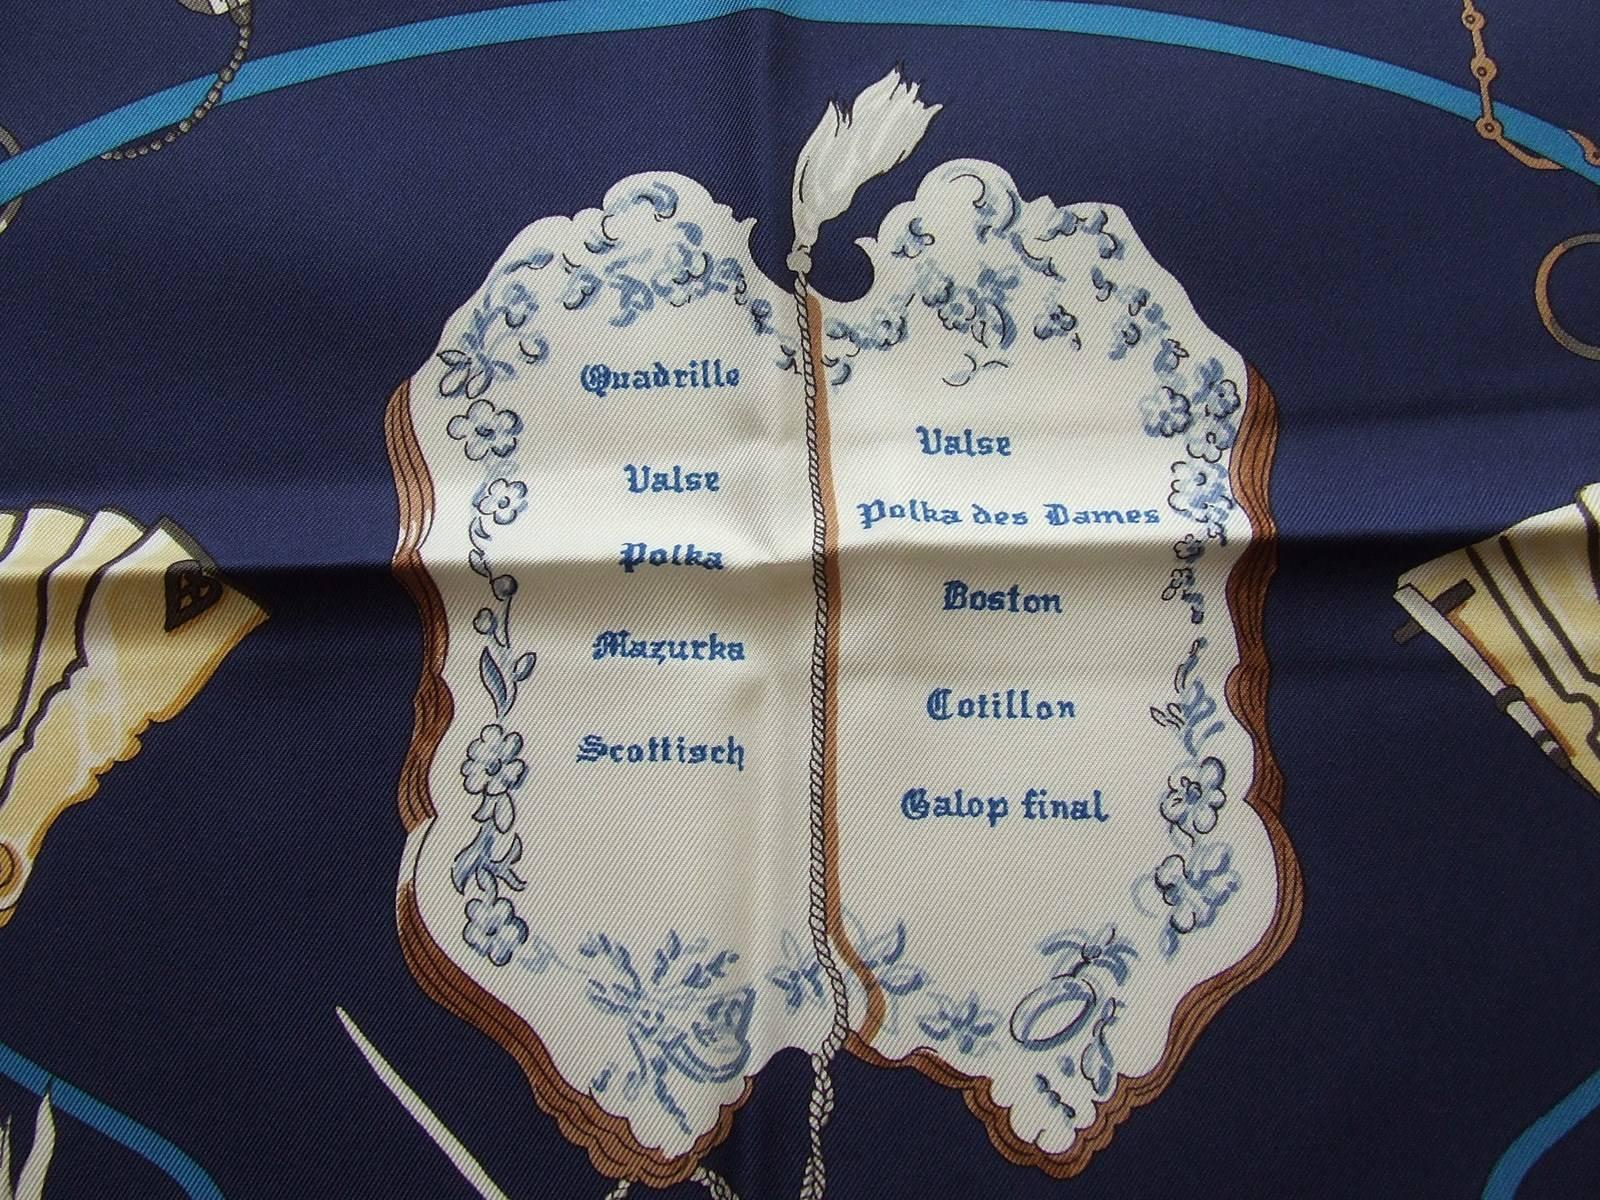 Quadrille
Valse
Polka
Mazurka
Scottisch
Valse
Polka des Dames
Boston
Cotillon
Galop final